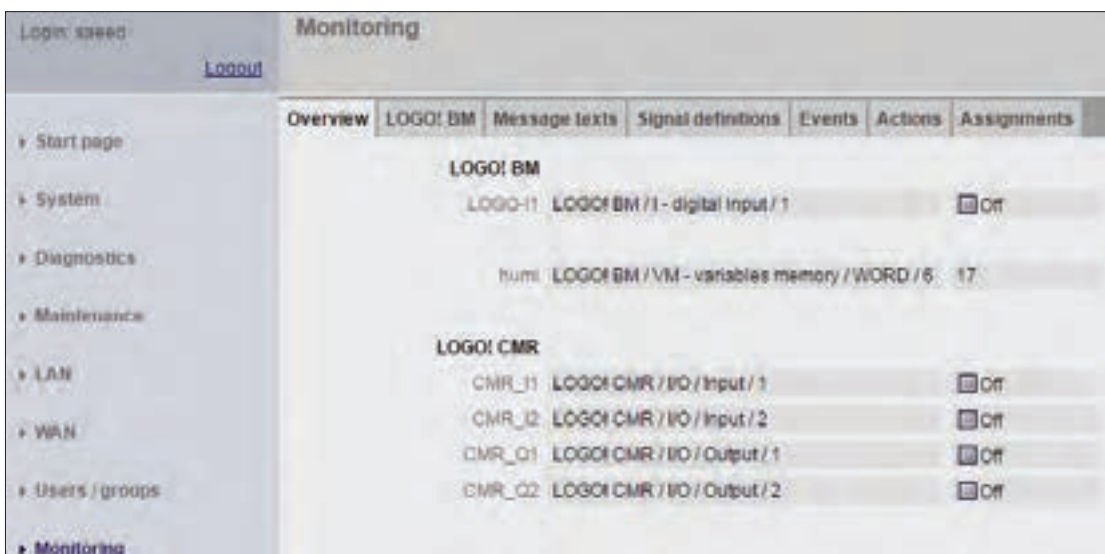 Login: saeed
Logout
Monitoring
Overview LOGO! BM Message texts Signal definitions Events Actions Assignments
Start page
System
Diagnostics
Maintenance
LAN
WAN
Users / groups
Monitoring
LOGO! BM
LOGO-I1 LOGO! BM / I - digital input / 1 Off
humi LOGO! BM / VM - variables memory / WORD / 6 17
LOGO! CMR
CMR_I1 LOGO! CMR / I/O / Input / 1 Off
CMR_I2 LOGO! CMR / I/O / Input / 2 Off
CMR_Q1 LOGO! CMR / I/O / Output / 1 Off
CMR_Q2 LOGO! CMR / I/O / Output / 2 Off